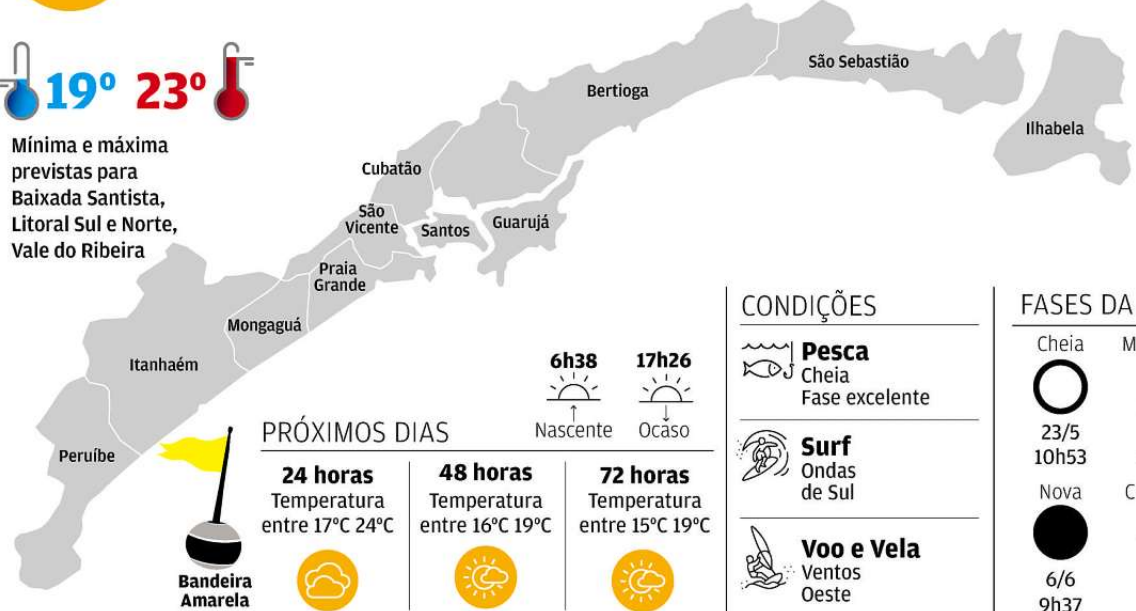 19º 23º
Mínima e máxima
previstas para
Baixada Santista,
Litoral Sul e Norte,
Vale do Ribeira
São Sebastião
Bertioga
Ilhabela
Cubatão
São
Vicente
Santos
Guarujá
Praia
Grande
Mongaguá
Itanhaém
Peruíbe
Bandeira
Amarela
PRÓXIMOS DIAS
6h38
Nascente
17h26
Ocaso
24 horas
Temperatura
entre 17ºC 24ºC
48 horas
Temperatura
entre 16ºC 19ºC
72 horas
Temperatura
entre 15ºC 19ºC
CONDIÇÕES
Pesca
Cheia
Fase excelente
Surf
Ondas
de Sul
Voo e Vela
Ventos
Oeste
FASES DA
Cheia
23/5
10h53
Nova
6/6
9h37